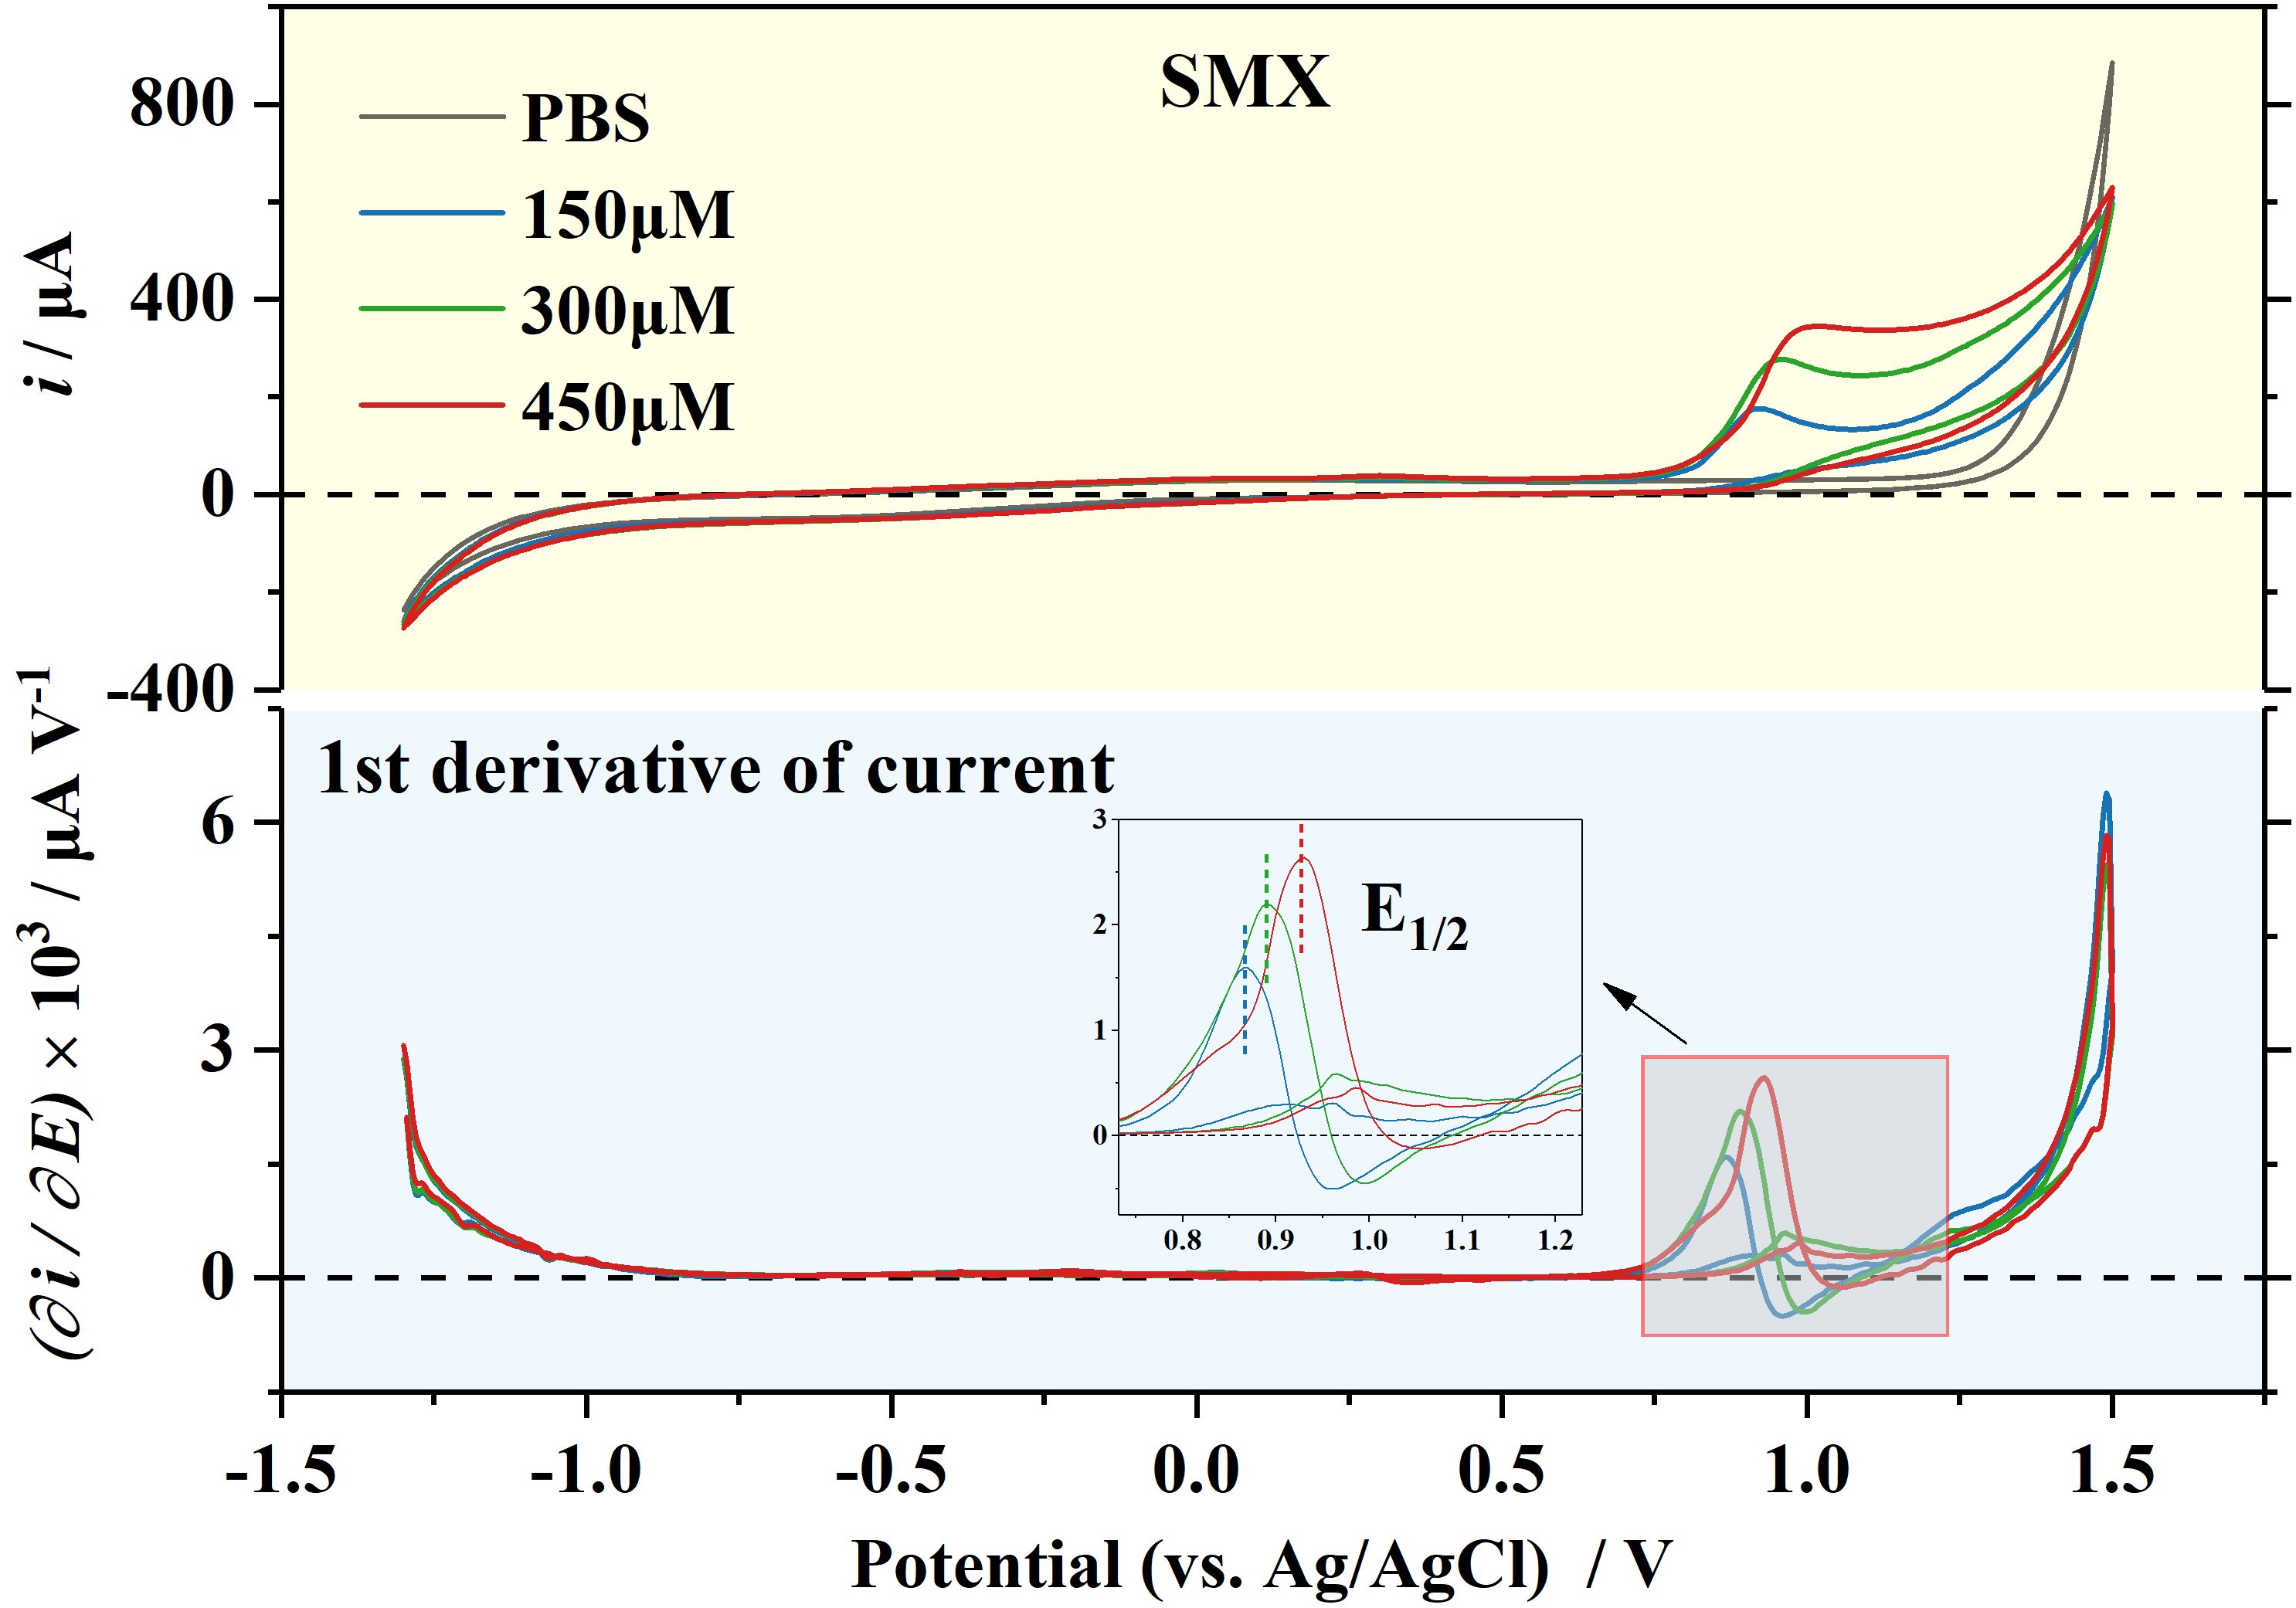 SMX
PBS
150μM
300μM
450μM
800
400
0
-400
i / μA
1st derivative of current
6
3
0
(∂i / ∂E) × 10³ / μA V⁻¹
3
2
1
0
E1/2
0.8 0.9 1.0 1.1 1.2
-1.5 -1.0 -0.5 0.0 0.5 1.0 1.5
Potential (vs. Ag/AgCl) / V